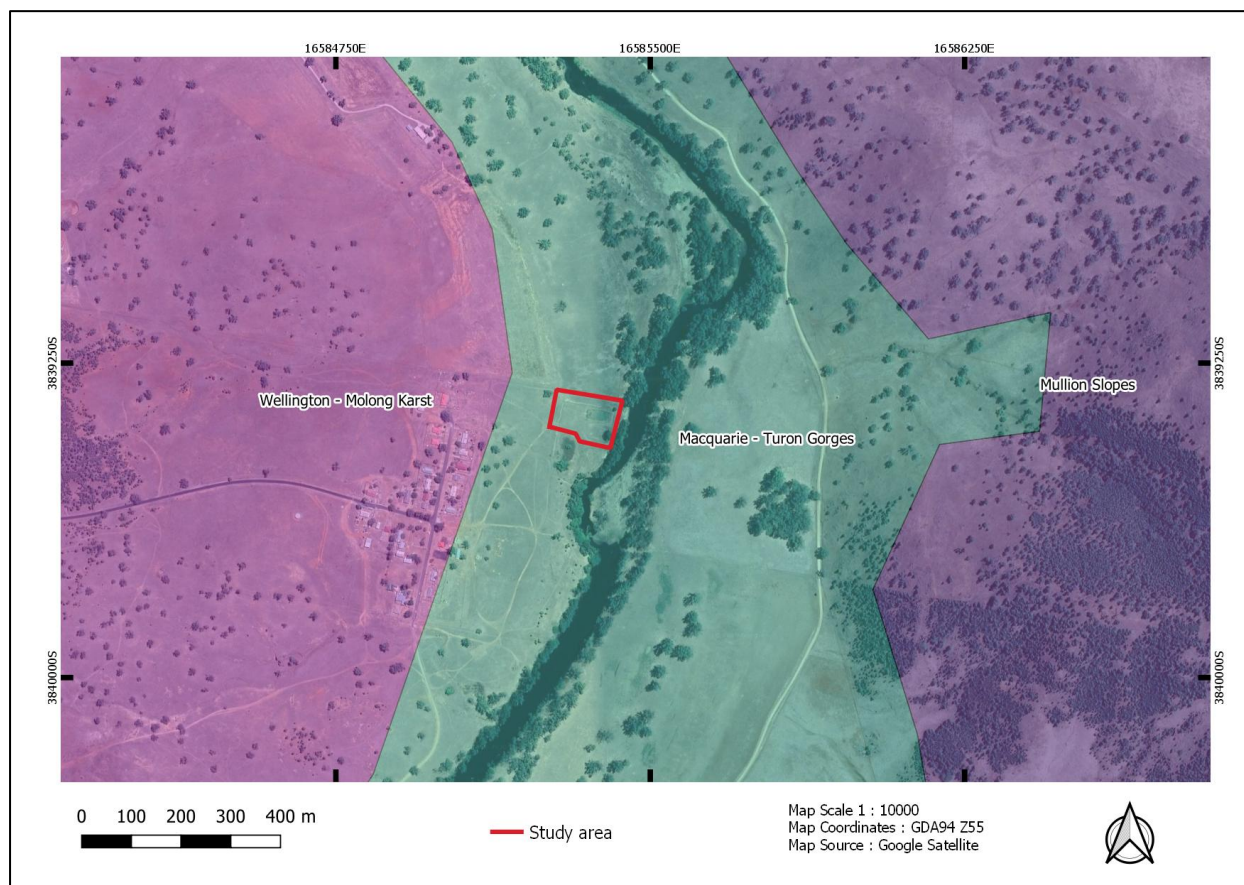 16584750E
16585500E
16586250E
3839250S
3839250S
Wellington - Molong Karst
Mullion Slopes
Macquarie - Turon Gorges
3840000S
3840000S
0 100 200 300 400 m
Study area
Map Scale 1 : 10000
Map Coordinates : GDA94 Z55
Map Source : Google Satellite